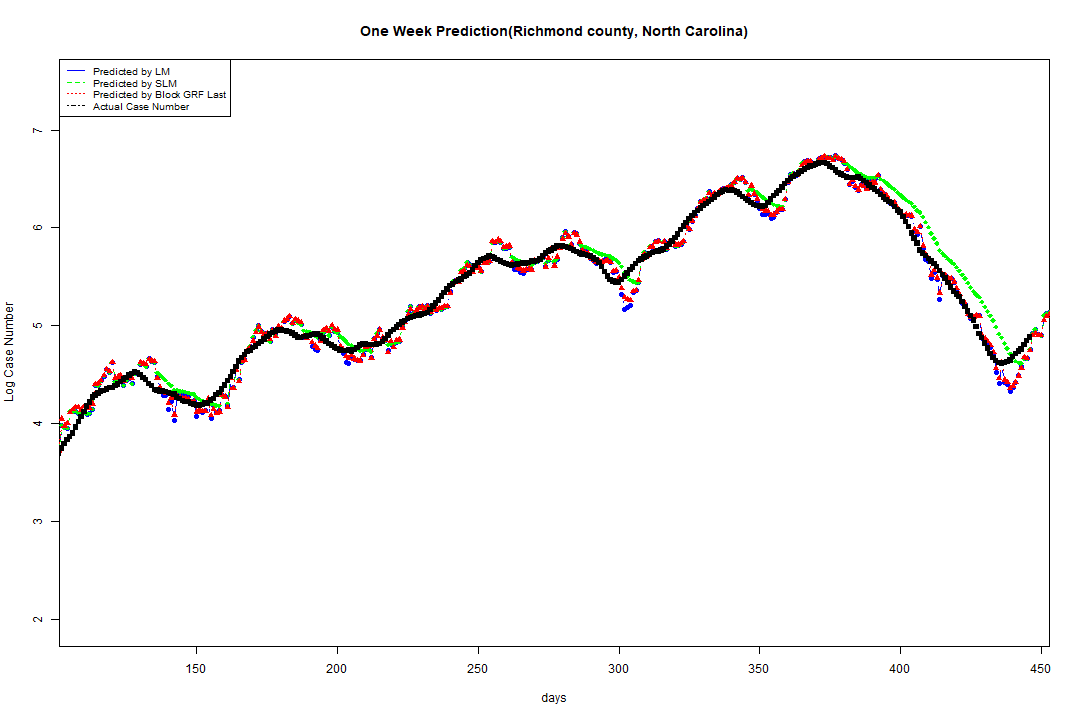 One Week Prediction(Richmond county, North Carolina)
Predicted by LM
Predicted by SLM
Predicted by Block GRF Last
Actual Case Number
7
6
5
4
3
2
Log Case Number
150 200 250 300 350 400 450
days